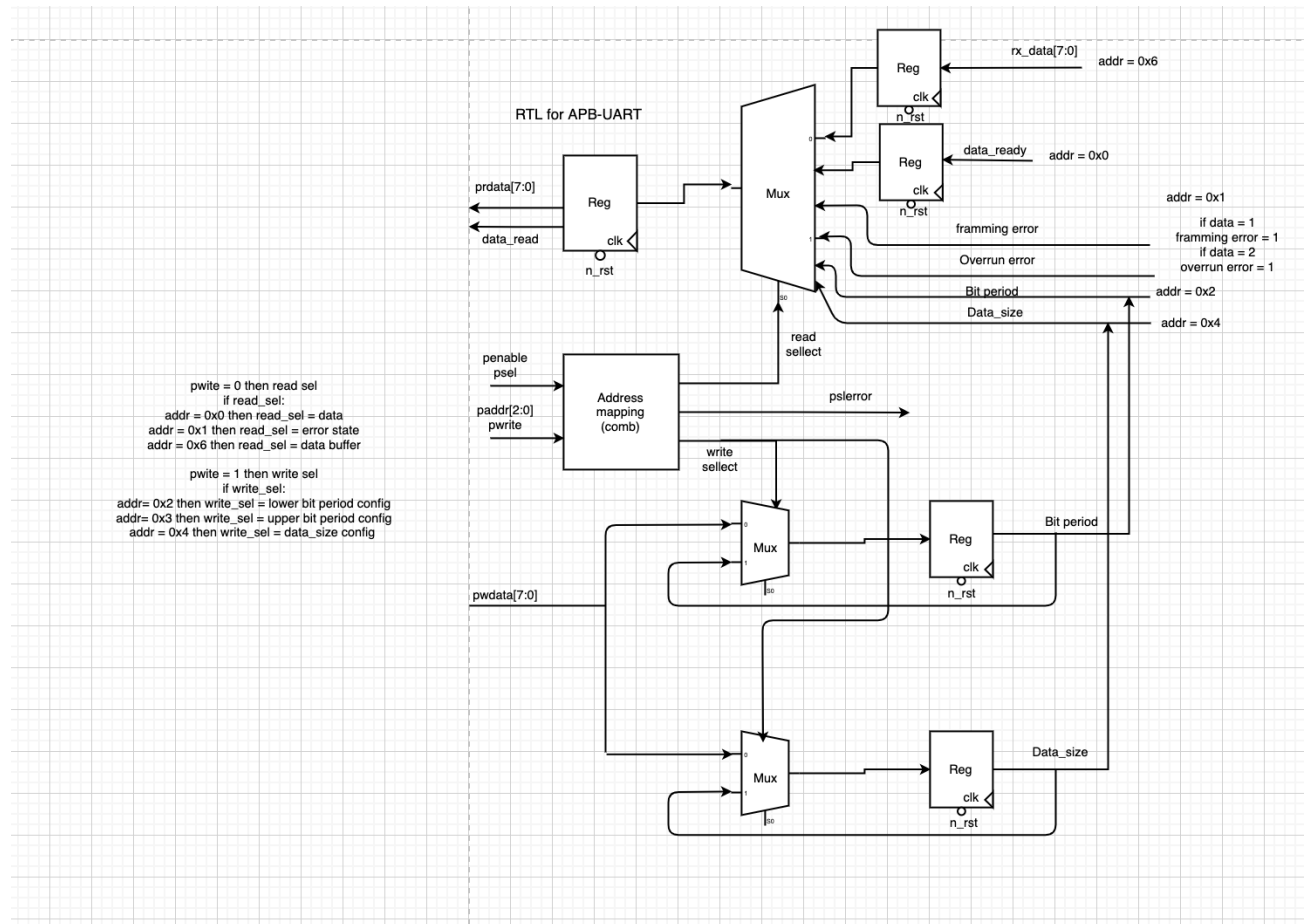 RTL for APB-UART
Reg
clk
n_rst
rx_data[7:0]
addr = 0x6
Reg
clk
n_rst
data_ready
addr = 0x0
Mux
0
1
S0
prdata[7:0]
data_read
Reg
clk
n_rst
addr = 0x1
if data = 1
framming error = 1
if data = 2
overrun error = 1
framming error
Overrun error
Bit period
addr = 0x2
Data_size
addr = 0x4
read
sellect
penable
psel
paddr[2:0]
pwrite
Address
mapping
(comb)
pslerror
write
sellect
pwite = 0 then read sel
if read_sel:
addr = 0x0 then read_sel = data
addr = 0x1 then read_sel = error state
addr = 0x6 then read_sel = data buffer
pwite = 1 then write sel
if write_sel:
addr= 0x2 then write_sel = lower bit period config
addr= 0x3 then write_sel = upper bit period config
addr = 0x4 then write_sel = data_size config
pwdata[7:0]
0
Mux
1
S0
Reg
clk
n_rst
Bit period
0
Mux
1
S0
Reg
clk
n_rst
Data_size